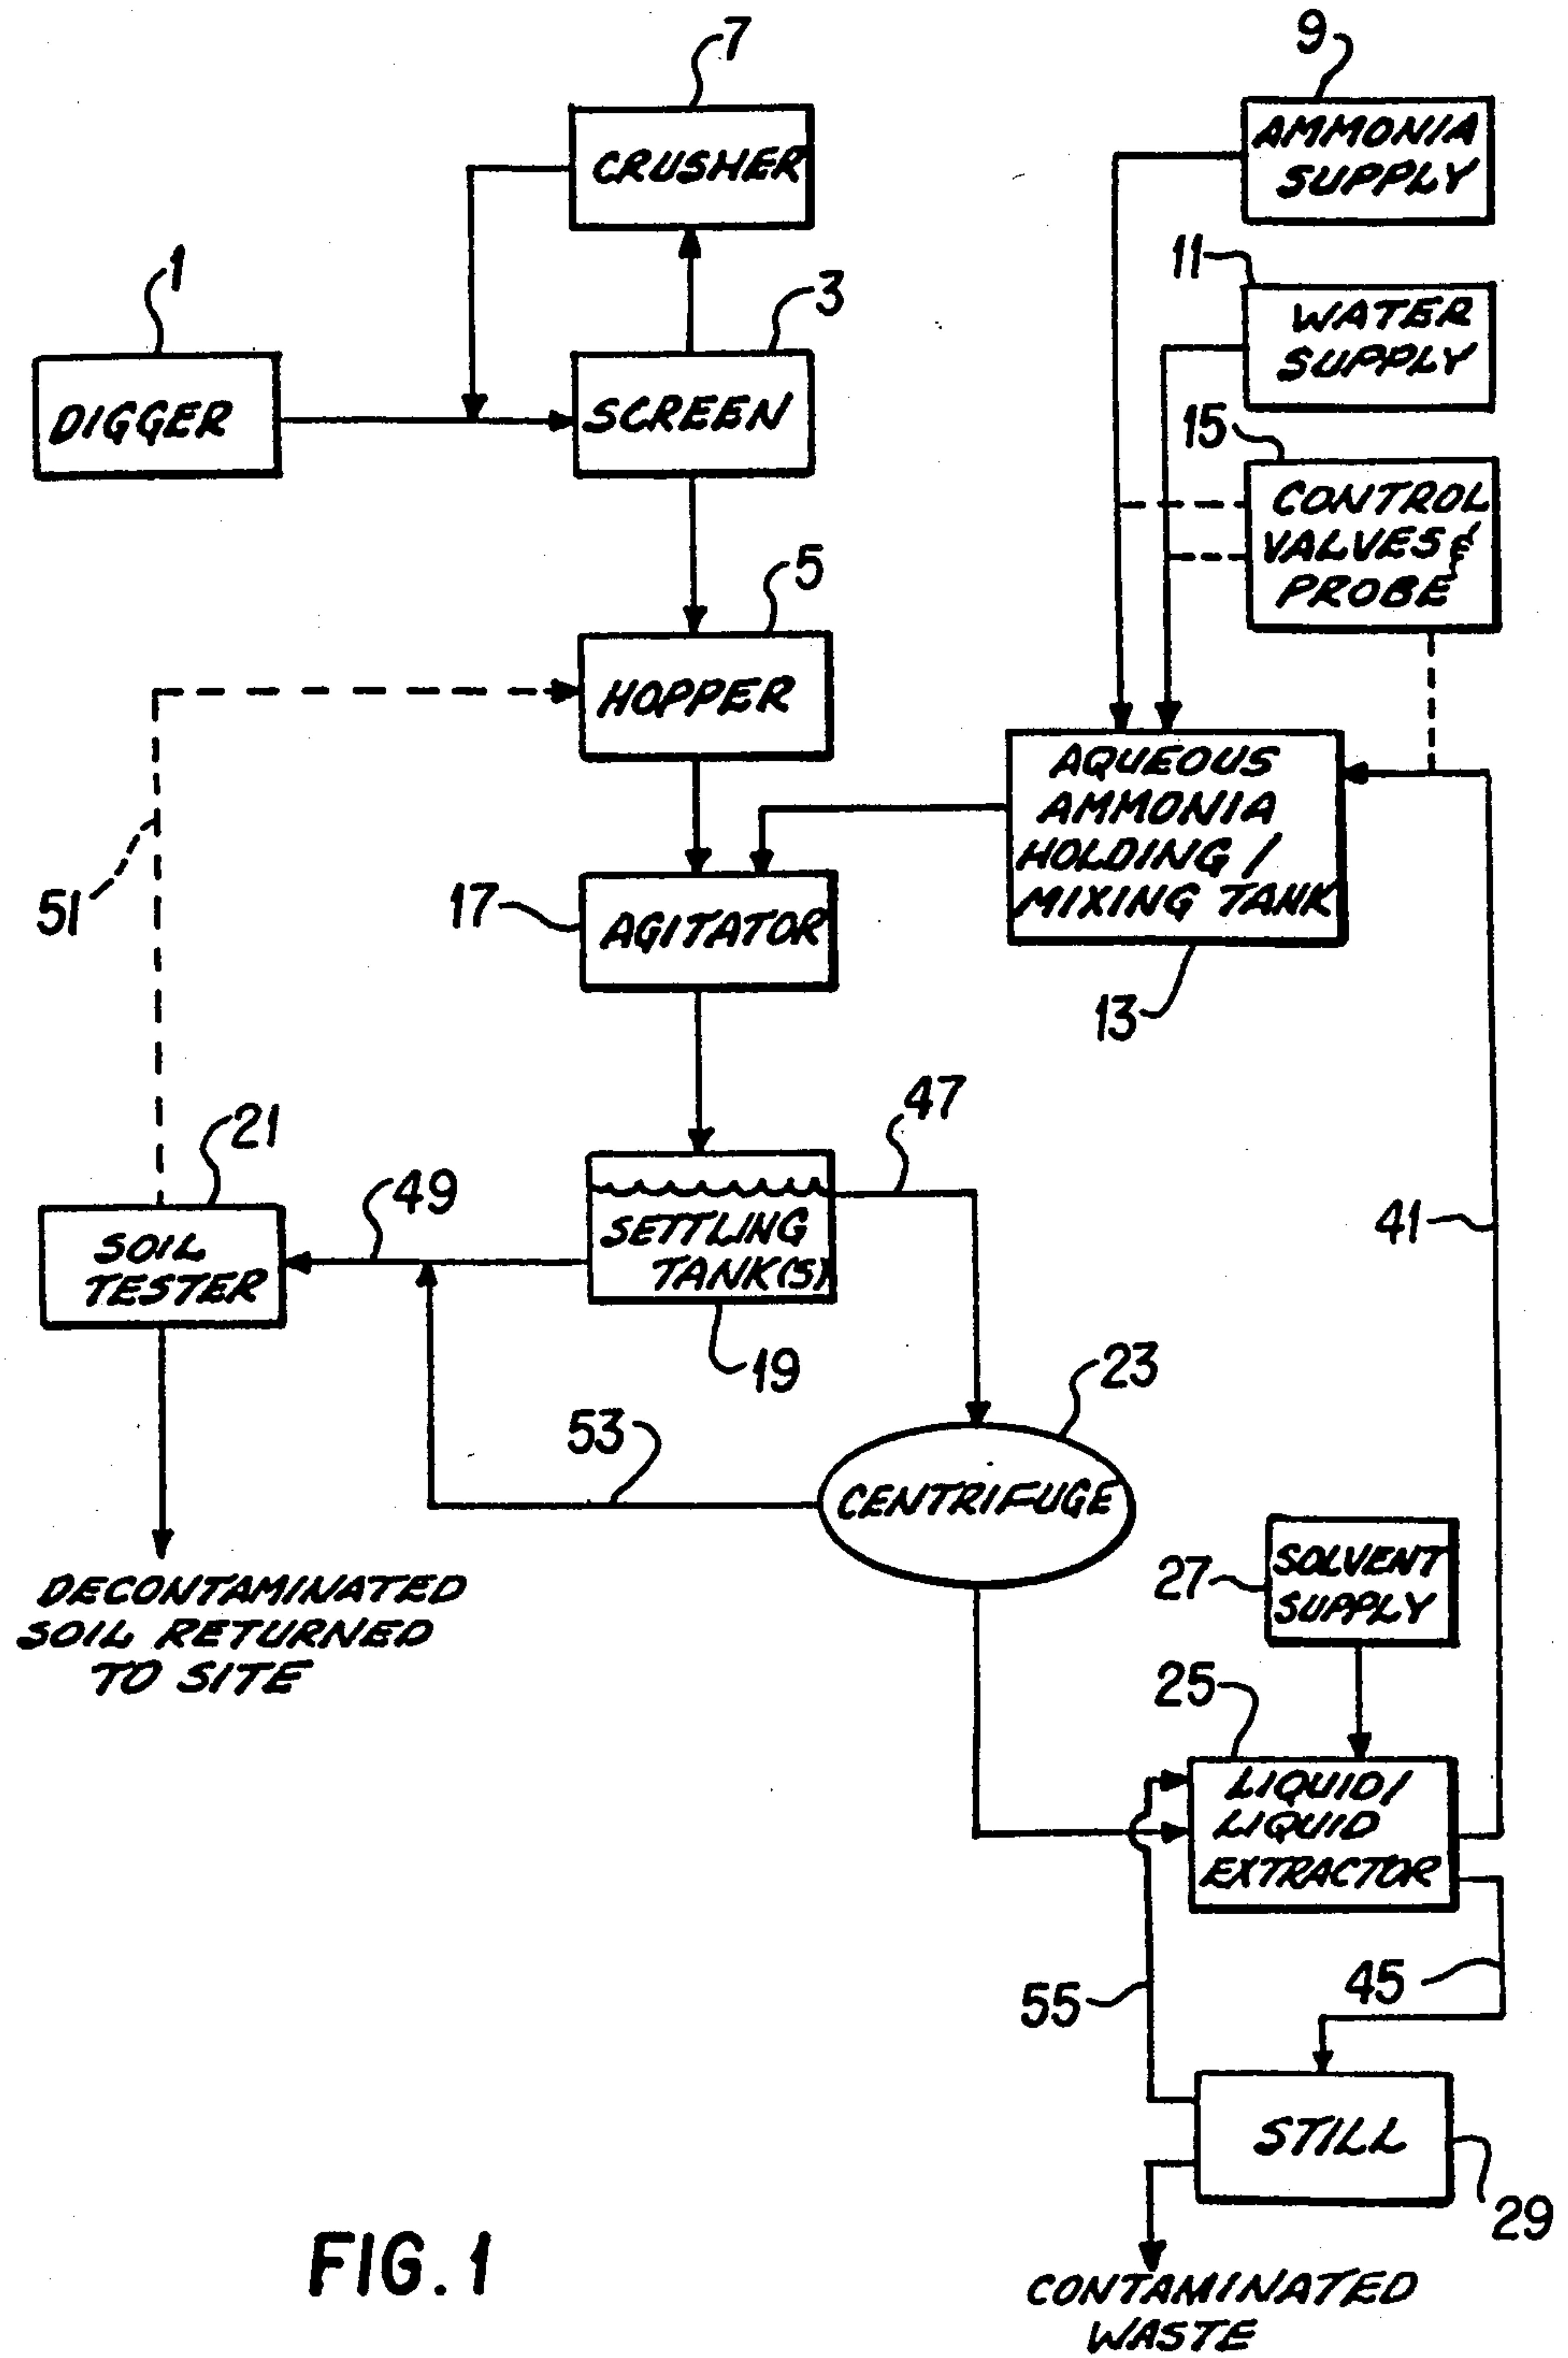 7
CRUSHER
9
AMMONIA
SUPPLY
1
DIGGER
3
SCREEN
11
WATER
SUPPLY
15
CONTROL
VALVES &
PROBE
5
HOPPER
51
17
AGITATOR
AQUEOUS
AMMONIA
HOLDING/
MIXING TANK
13
21
SOIL
TESTER
49
SETTLING
TANK(S)
19
47
41
53
23
CENTRIFUGE
DECONTAMINATED
SOIL RETURNED
TO SITE
27
SOLVENT
SUPPLY
25
LIQUID/
LIQUID
EXTRACTOR
55
45
STILL
29
CONTAMINATED
WASTE
FIG. 1